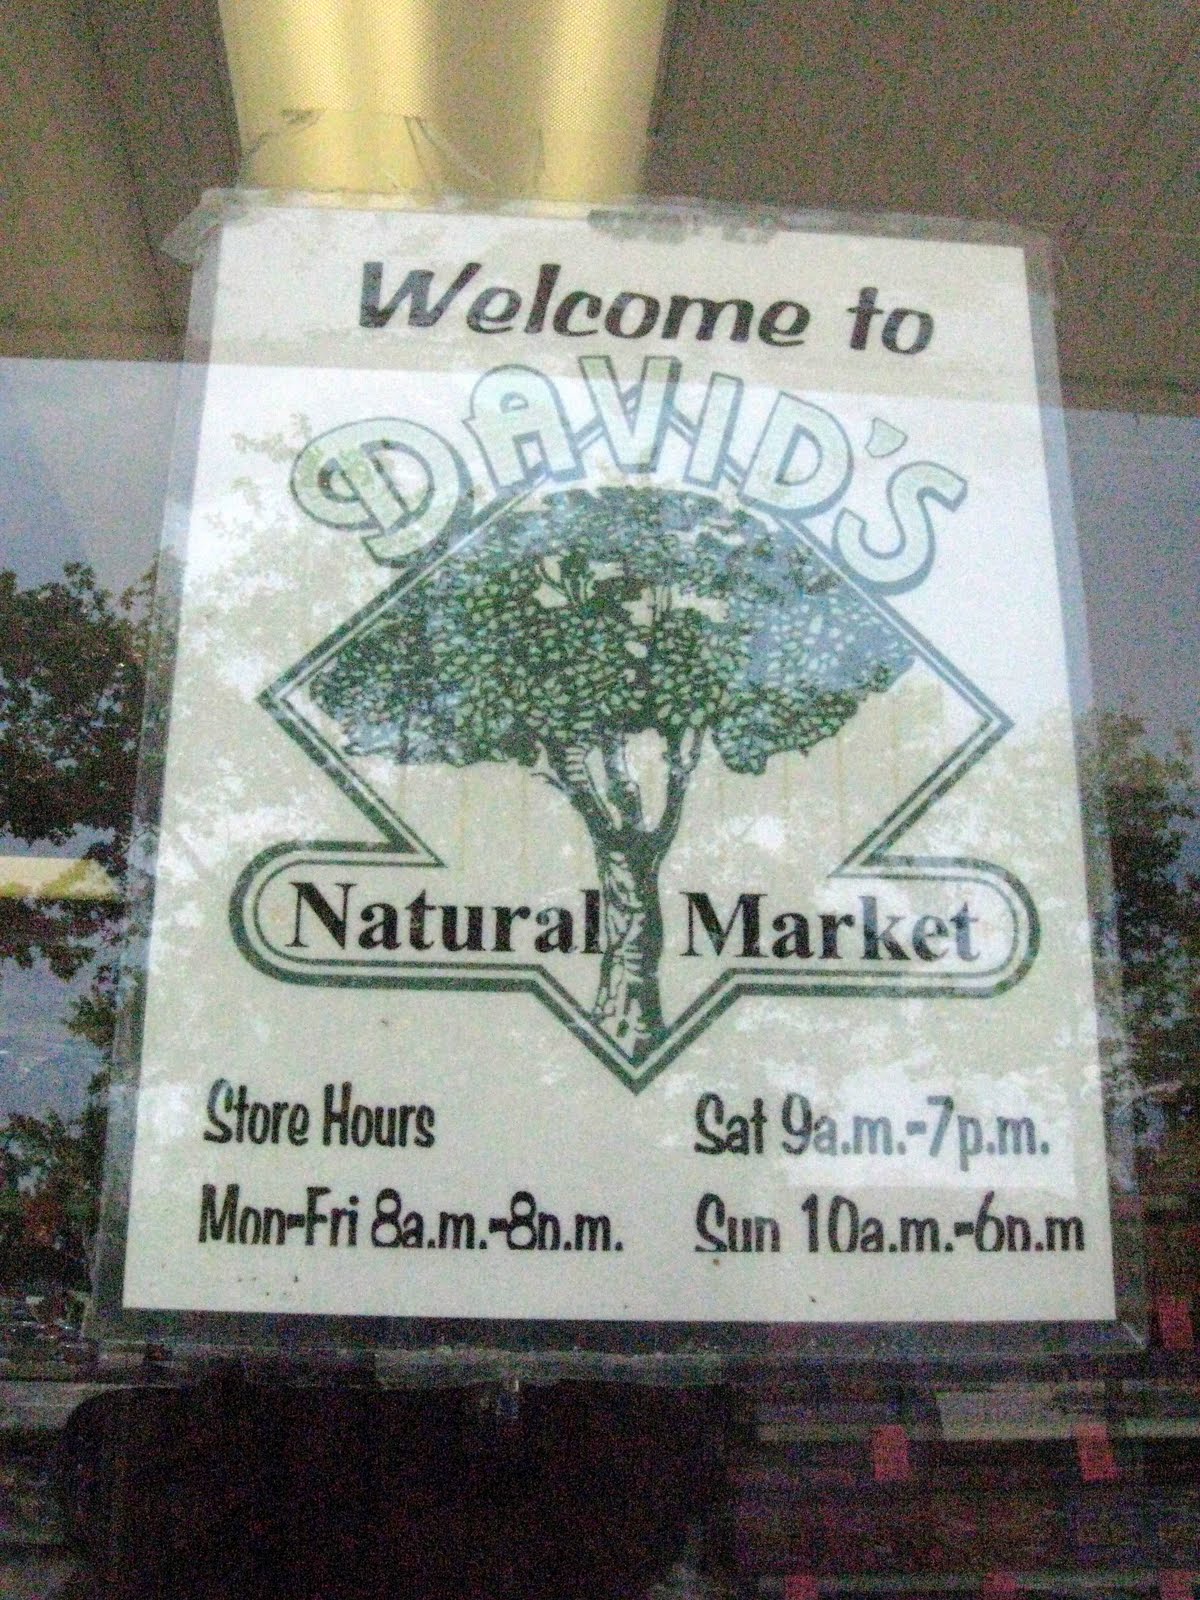 Welcome to
DAVID'S
Natural Market
Store Hours
Mon-Fri 8a.m.-8p.m.
Sat 9a.m.-7p.m.
Sun 10a.m.-6p.m